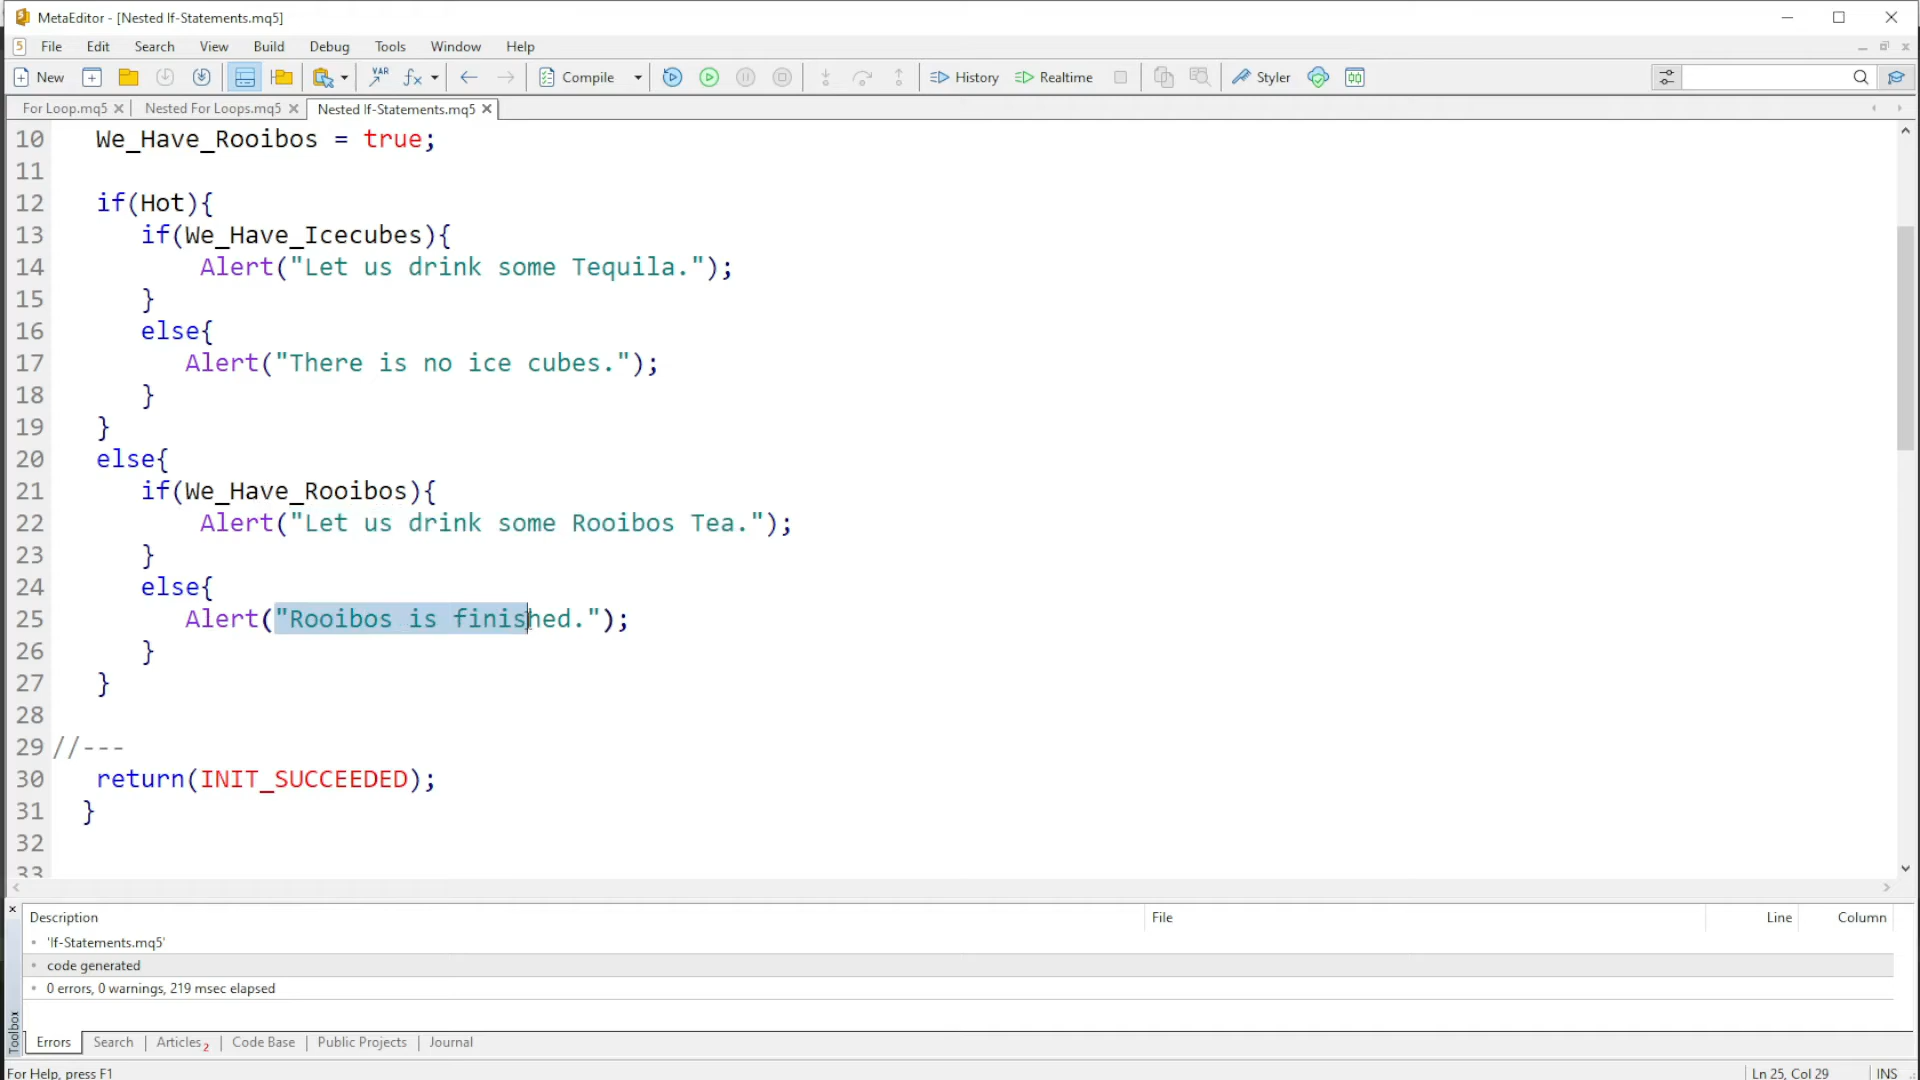 MetaEditor - [Nested If-Statements.mq5]
5 File Edit Search View Build Debug Tools Window Help
New VAR fx Compile History Realtime Styler
For Loop.mq5 Nested For Loops.mq5 Nested If-Statements.mq5
10 We_Have_Rooibos = true;
11
12 if(Hot){
13 if(We_Have_Icecubes){
14 Alert("Let us drink some Tequila.");
15 }
16 else{
17 Alert("There is no ice cubes.");
18 }
19 }
20 else{
21 if(We_Have_Rooibos){
22 Alert("Let us drink some Rooibos Tea.");
23 }
24 else{
25 Alert("Rooibos is finished.");
26 }
27 }
28
29 //---
30 return(INIT_SUCCEEDED);
31 }
32
33
Description File Line Column
'If-Statements.mq5'
code generated
0 errors, 0 warnings, 219 msec elapsed
Toolbox
Errors Search Articles 2 Code Base Public Projects Journal
For Help, press F1 Ln 25, Col 29 INS